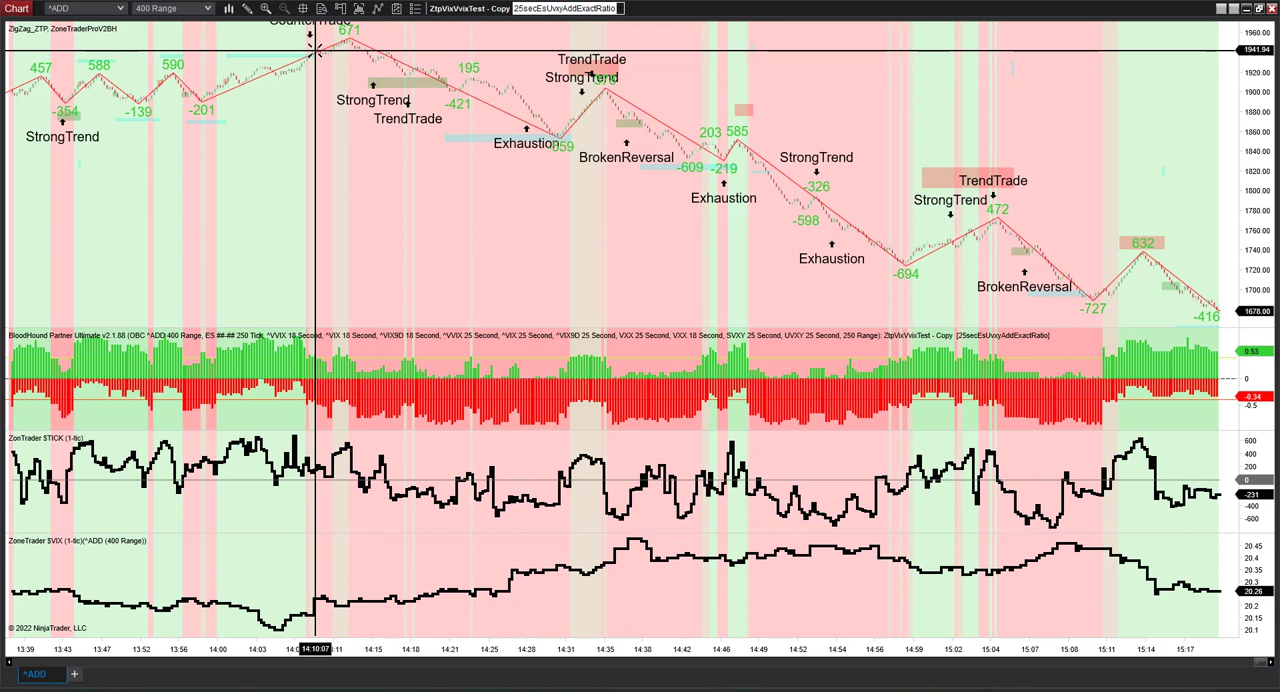 Chart ^ADD 400 Range ZtpVixVvixTest - Copy 25secEsUvxyAddExactRatio
ZigZag_ZTP, ZoneTraderProV2BH
CounterTrade
1960.00
1941.94
1920.00
1900.00
1880.00
1860.00
1840.00
1820.00
1800.00
1780.00
1760.00
1740.00
1720.00
1700.00
1678.00
457
-354
StrongTrend
588
-139
590
-201
671
StrongTrend
TrendTrade
195
-421
Exhaustion
TrendTrade
StrongTrend
BrokenReversal
-609
203
585
-219
Exhaustion
StrongTrend
-326
-598
Exhaustion
-694
TrendTrade
StrongTrend
472
BrokenReversal
-727
632
-416
BloodHound Partner Ultimate v2.1.88 (OBC ^ADD 400 Range, ES ##-## 250 Tick, ^VVIX 18 Second, ^VIX 18 Second, ^VIX9D 18 Second, ^VVIX 25 Second, ^VIX 25 Second, ^VIX9D 25 Second, VXX 25 Second, VXX 18 Second, SVXY 25 Second, UVXY 25 Second, 250 Range): ZtpVixVvixTest - Copy [25secEsUvxyAddExactRatio]
0.53
0
-0.34
-0.5
ZonTrader $TICK (1-tic)
600
400
200
0
-231
-400
-600
ZoneTrader $VIX (1-tic)(^ADD (400 Range))
20.45
20.4
20.35
20.3
20.26
20.2
20.15
20.1
© 2022 NinjaTrader, LLC
13:39 13:43 13:47 13:52 13:56 14:00 14:03 14:10:07 14:15 14:18 14:21 14:24 14:28 14:31 14:35 14:38 14:42 14:46 14:49 14:52 14:54 14:57 14:59 15:02 15:04 15:06 15:08 15:11 15:14 15:17
^ADD +